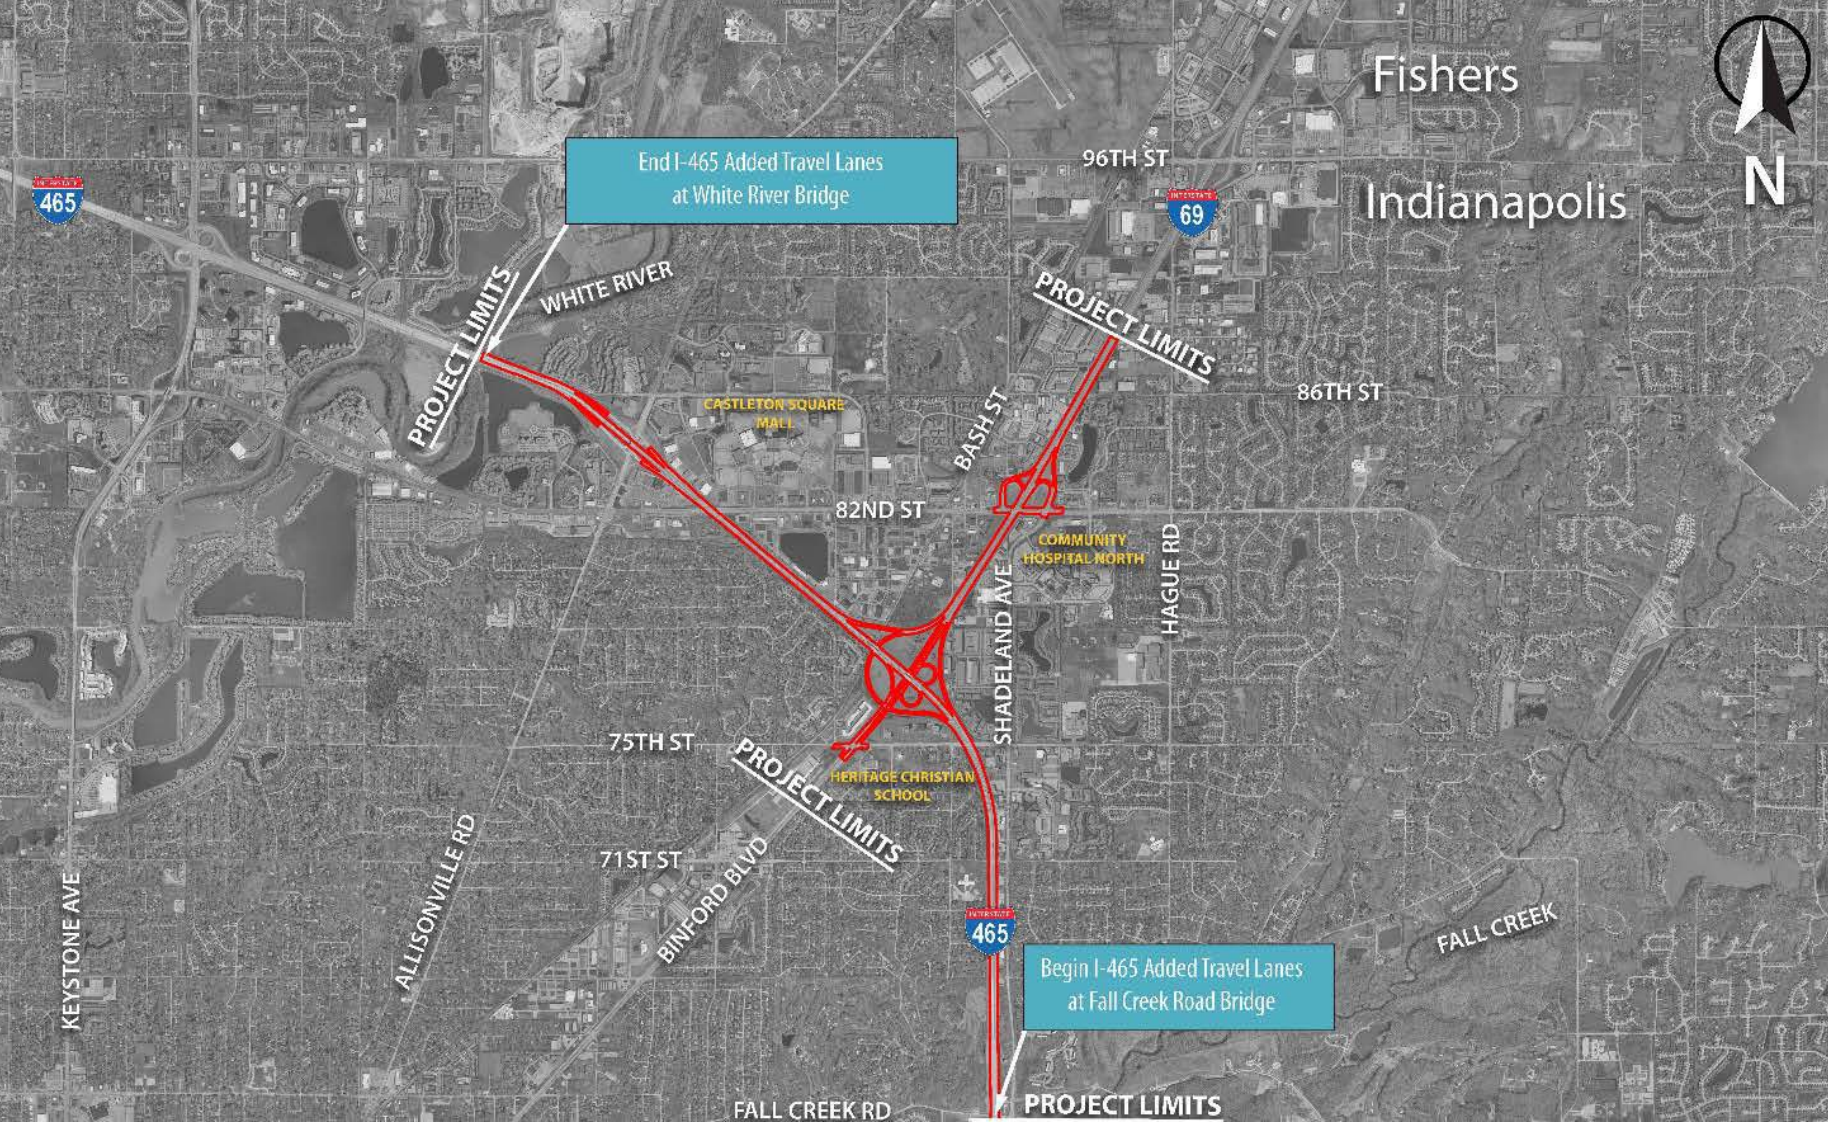 Fishers
96TH ST
End I-465 Added Travel Lanes
at White River Bridge
INTERSTATE
465
INTERSTATE
69
Indianapolis
N
WHITE RIVER
PROJECT LIMITS
PROJECT LIMITS
86TH ST
CASTLETON SQUARE
MALL
BASH ST
82ND ST
COMMUNITY
HOSPITAL NORTH
HAGUE RD
SHADELAND AVE
75TH ST
PROJECT LIMITS
HERITAGE CHRISTIAN
SCHOOL
71ST ST
BINFORD BLVD
ALLISONVILLE RD
KEYSTONE AVE
INTERSTATE
465
FALL CREEK
Begin I-465 Added Travel Lanes
at Fall Creek Road Bridge
FALL CREEK RD
PROJECT LIMITS